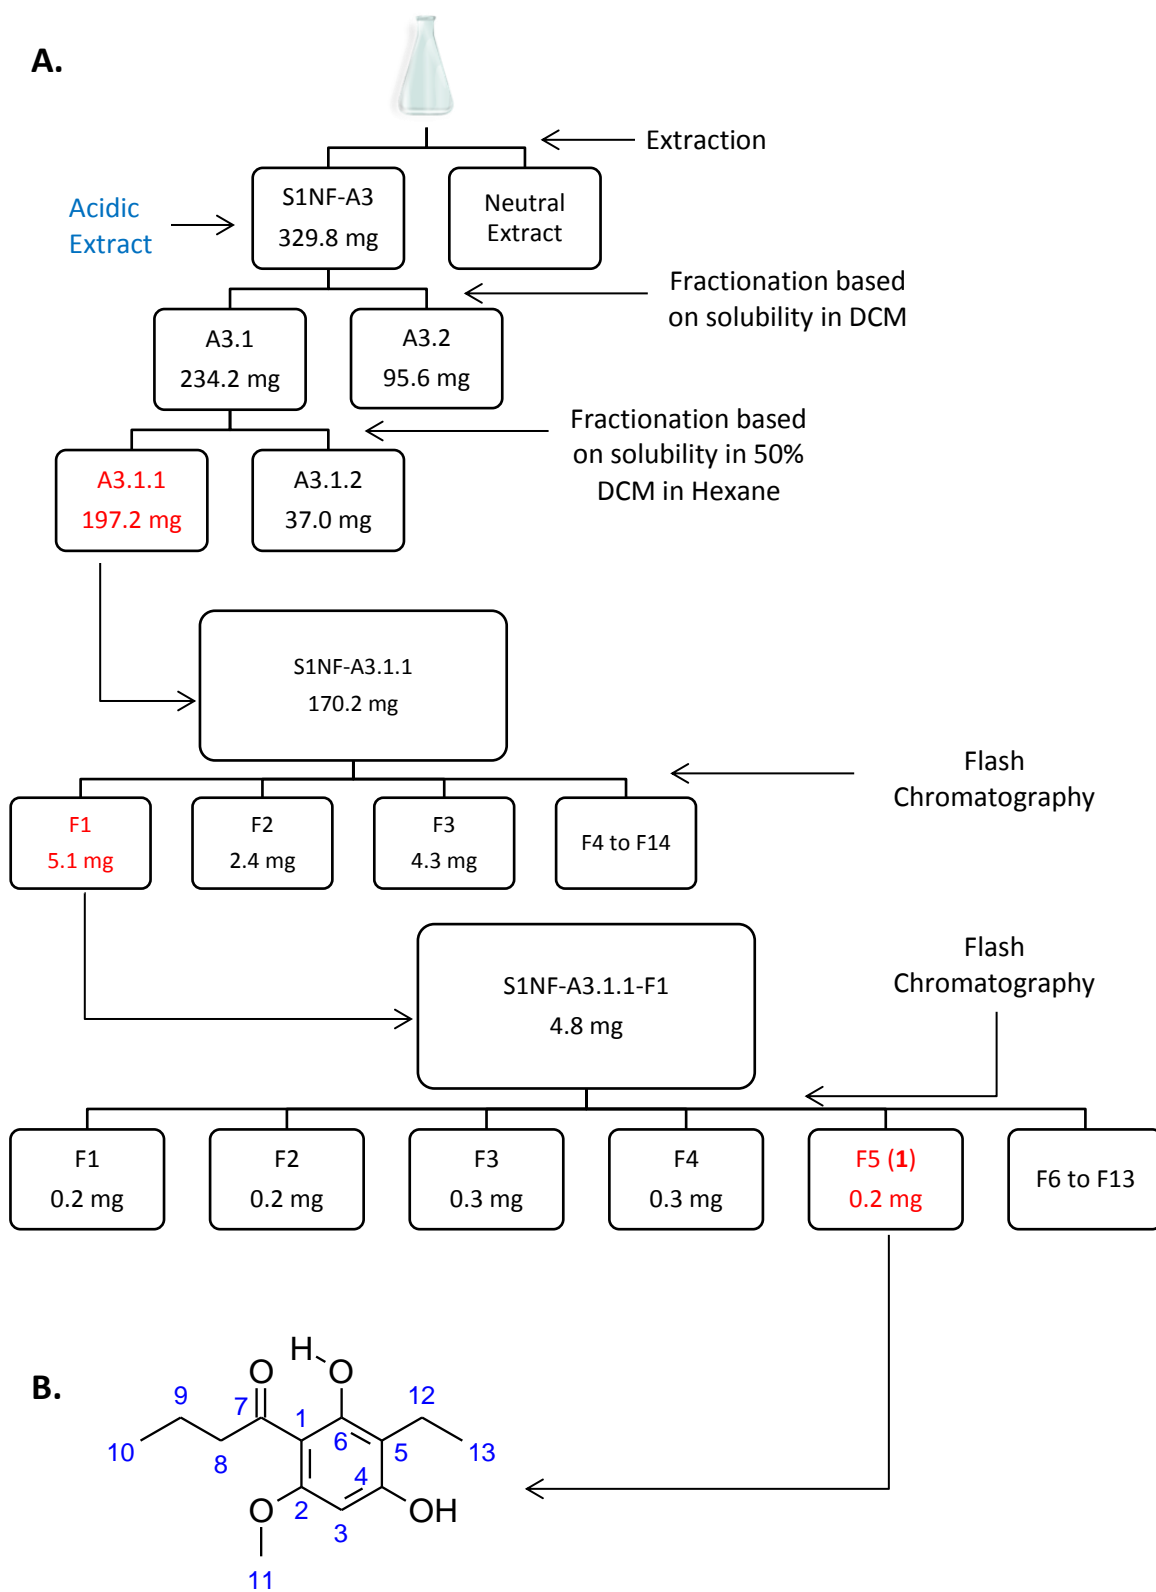 A.
Extraction
S1NF-A3
329.8 mg
Neutral
Extract
Acidic
Extract
Fractionation based
on solubility in DCM
A3.1
234.2 mg
A3.2
95.6 mg
Fractionation based
on solubility in 50%
DCM in Hexane
A3.1.1
197.2 mg
A3.1.2
37.0 mg
S1NF-A3.1.1
170.2 mg
Flash
Chromatography
F1
5.1 mg
F2
2.4 mg
F3
4.3 mg
F4 to F14
Flash
Chromatography
S1NF-A3.1.1-F1
4.8 mg
F1
0.2 mg
F2
0.2 mg
F3
0.3 mg
F4
0.3 mg
F5 (1)
0.2 mg
F6 to F13
B.
H
O
O
9
7
1
12
10
8
6
5
13
4
O
2
3
OH
11